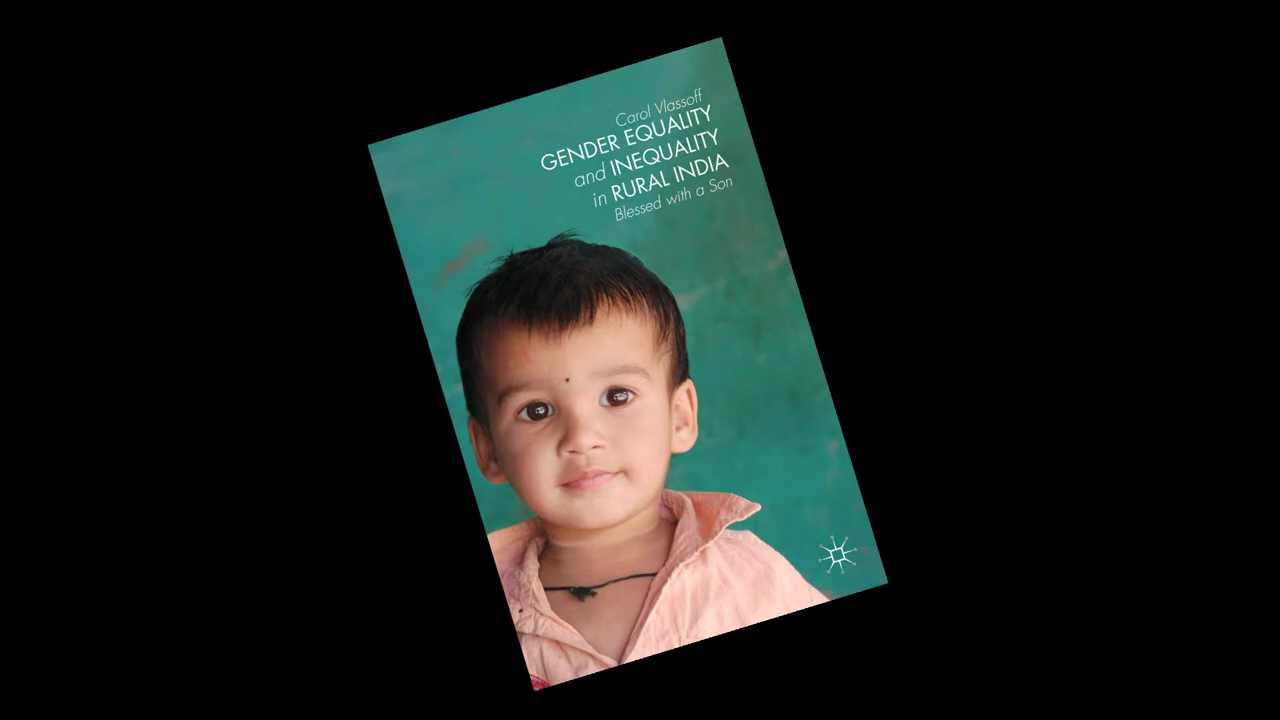 Carol Vlassoff
GENDER EQUALITY
and INEQUALITY
in RURAL INDIA
Blessed with a Son